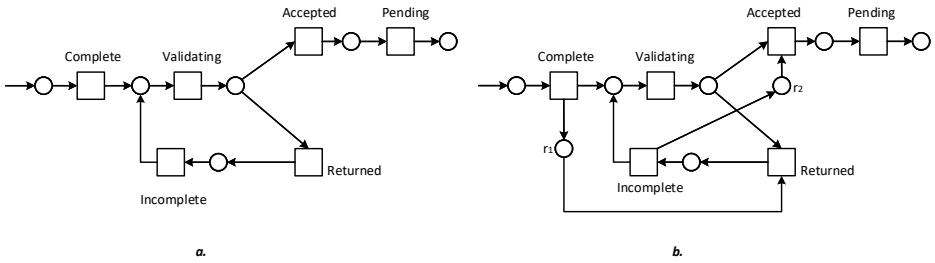 Accepted
Pending
Complete
Validating
Returned
Incomplete
a.
Accepted
Pending
Complete
Validating
r2
r1
Returned
Incomplete
b.